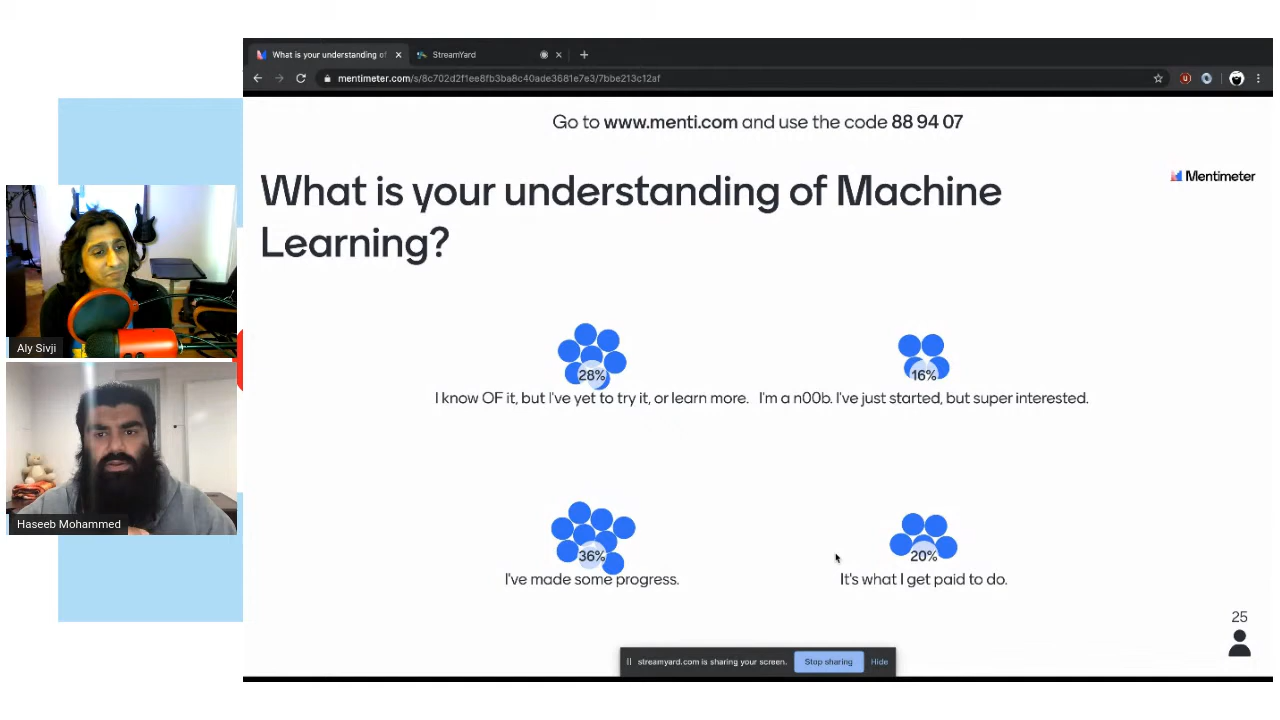 What is your understanding of
StreamYard
mentimeter.com/s/8c702d2f1ee8fb3ba8c40ade3681e7e3/7bbe213c12af
Go to www.menti.com and use the code 88 94 07
Mentimeter
What is your understanding of Machine
Learning?
Aly Sivji
28%
16%
I know OF it, but I've yet to try it, or learn more.
I'm a n00b. I've just started, but super interested.
Haseeb Mohammed
36%
20%
I've made some progress.
It's what I get paid to do.
25
streamyard.com is sharing your screen.
Stop sharing
Hide